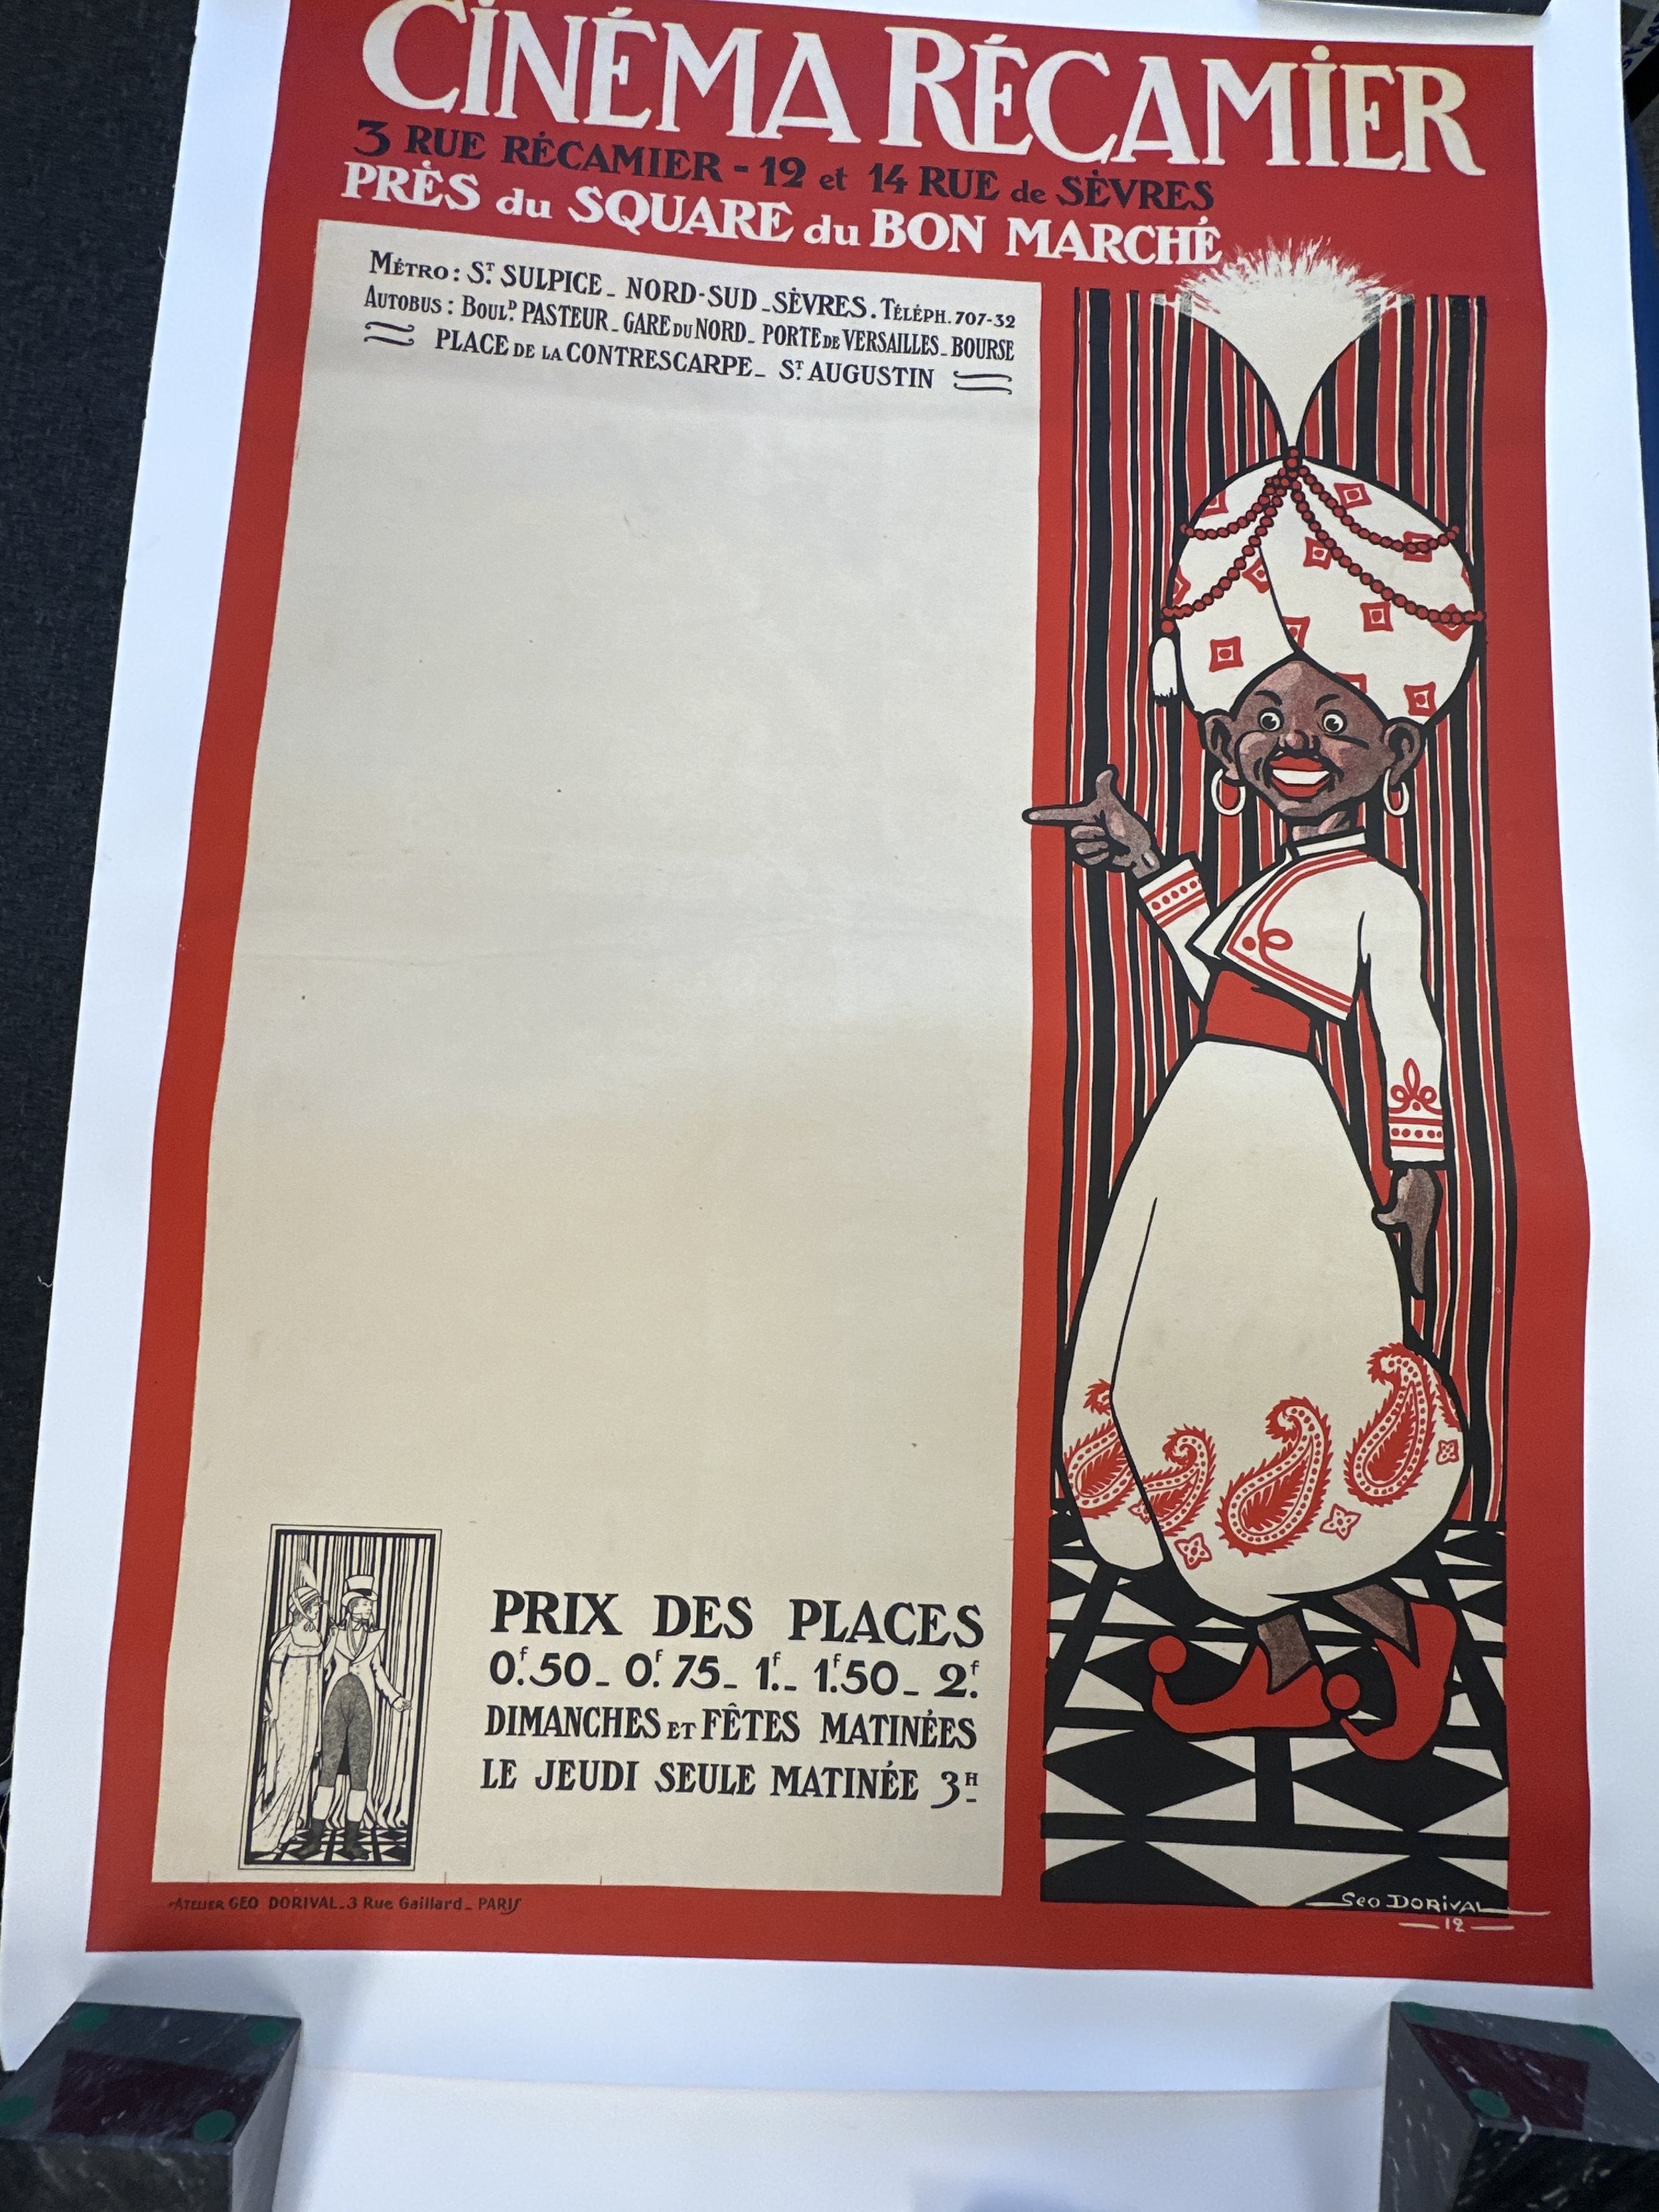 CINÉMA RÉCAMIER
3 RUE RÉCAMIER - 12 et 14 RUE de SÈVRES
PRÈS du SQUARE du BON MARCHÉ
MÉTRO : ST. SULPICE _ NORD-SUD _ SÈVRES . TÉLÉPH. 707-32
AUTOBUS : BOULD. PASTEUR _ GARE DU NORD _ PORTE DE VERSAILLES _ BOURSE
PLACE DE LA CONTRESCARPE _ ST. AUGUSTIN
PRIX DES PLACES
0f.50 _ 0f.75 _ 1f. _ 1f.50 _ 2f.
DIMANCHES ET FÊTES MATINÉES
LE JEUDI SEULE MATINÉE 3H
ATELIER GEO DORIVAL _ 3 Rue Gaillard _ PARIS
Geo DORIVAL
12